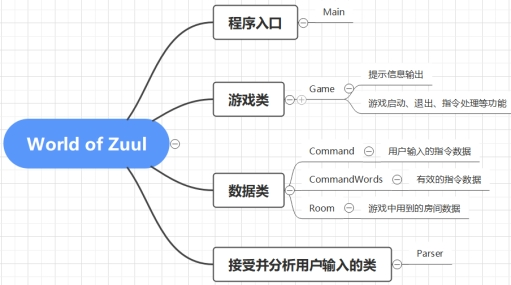 World of Zuul
程序入口
Main
游戏类
Game
提示信息输出
游戏启动、退出、指令处理等功能
数据类
Command
用户输入的指令数据
CommandWords
有效的指令数据
Room
游戏中用到的房间数据
接受并分析用户输入的类
Parser